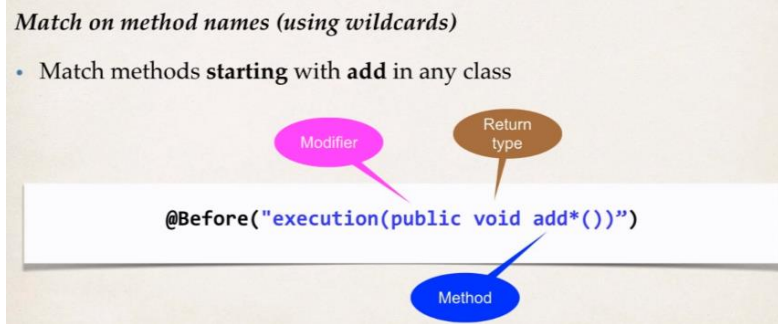 Match on method names (using wildcards)
• Match methods starting with add in any class
Modifier
Return
type
@Before("execution(public void add*())”)
Method